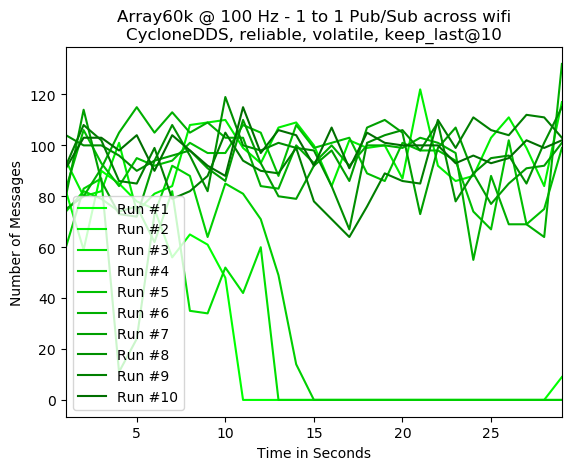 Array60k @ 100 Hz - 1 to 1 Pub/Sub across wifi
CycloneDDS, reliable, volatile, keep_last@10
Number of Messages
120
100
80
60
40
20
0
Run #1
Run #2
Run #3
Run #4
Run #5
Run #6
Run #7
Run #8
Run #9
Run #10
5
10
15
20
25
Time in Seconds